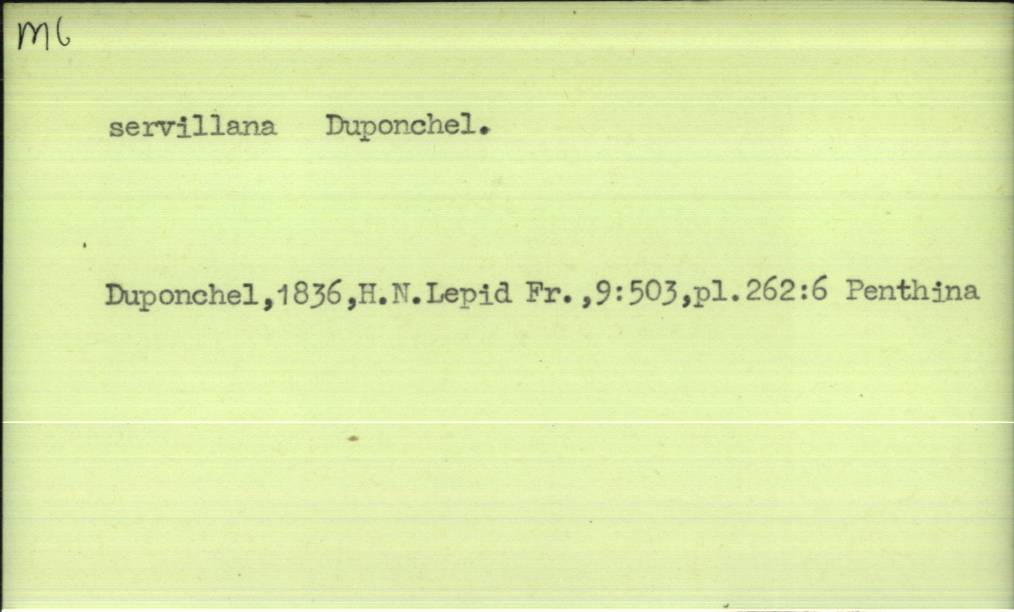 M6
servillana Duponchel.
Duponchel,1836,H.N.Lepid Fr.,9:503,pl.262:6 Penthina